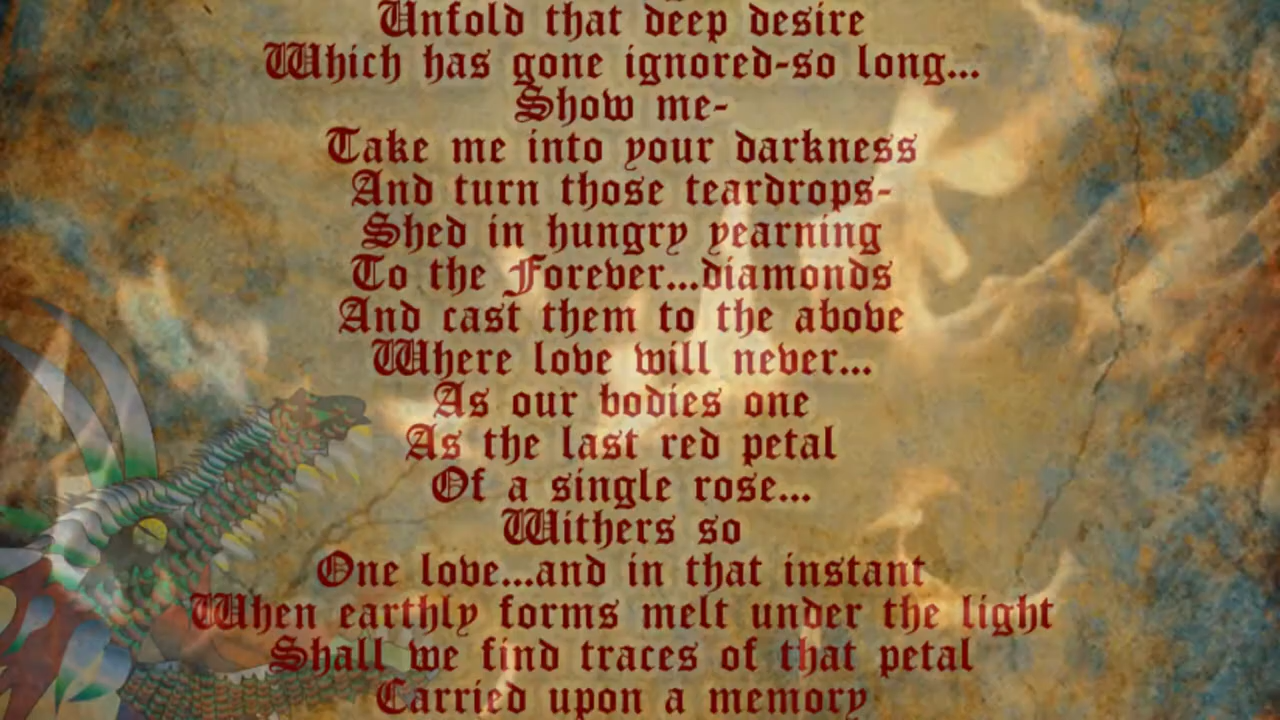 Unfold that deep desire
Which has gone ignored-so long...
Show me-
Take me into your darkness
And turn those teardrops-
Shed in hungry yearning
To the Forever...diamonds
And cast them to the above
Where love will never...
As our bodies one
As the last red petal
Of a single rose...
Withers so
One love...and in that instant
When earthly forms melt under the light
Shall we find traces of that petal
Carried upon a memory